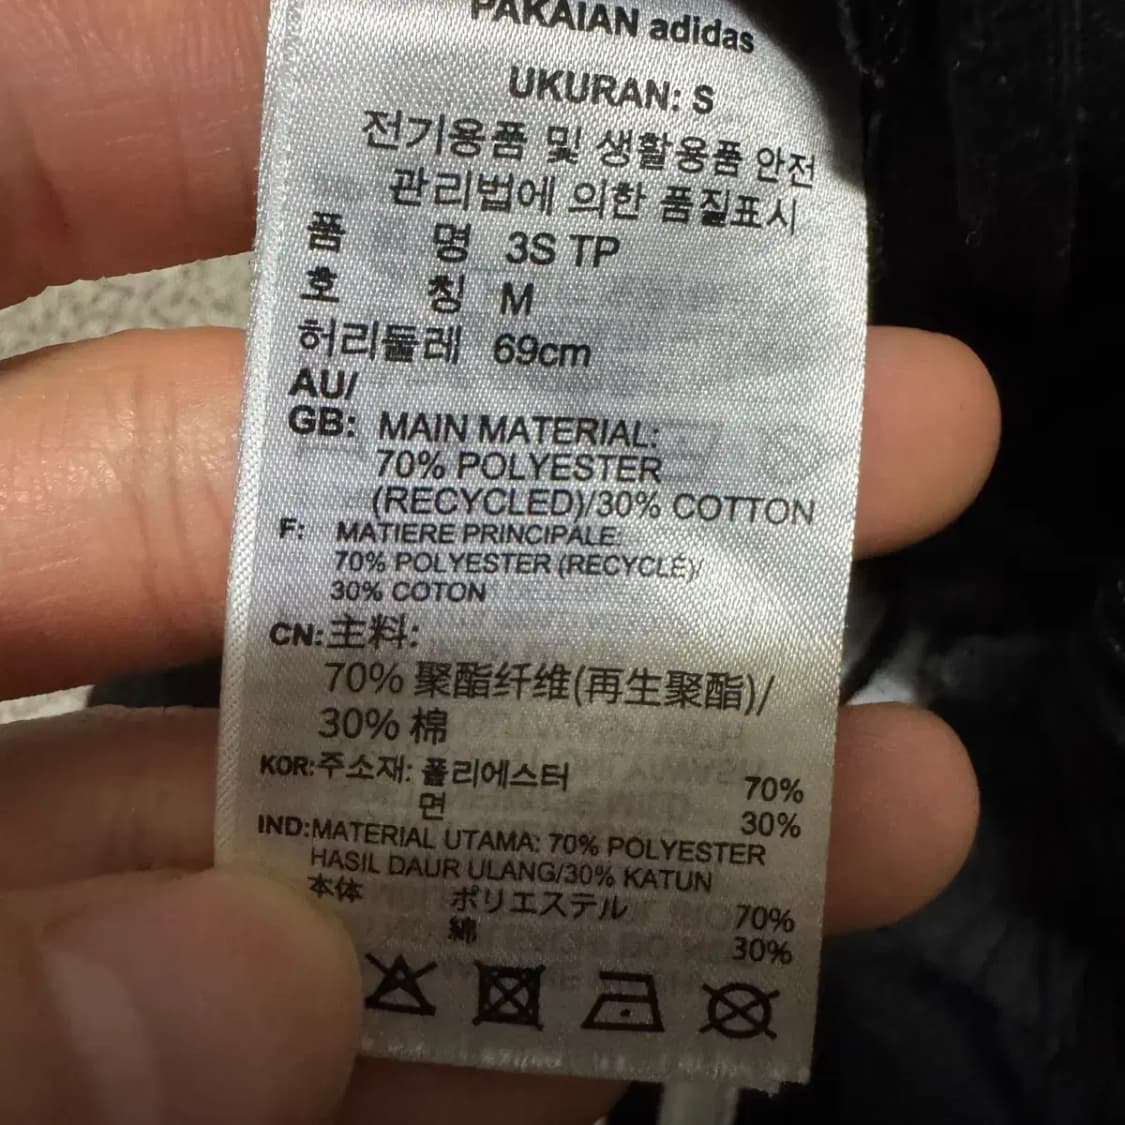 PAKAIAN adidas
UKURAN: S
전기용품 및 생활용품 안전
관리법에 의한 품질표시
품 명 3S TP
호 칭 M
허리둘레 69cm
AU/
GB: MAIN MATERIAL:
70% POLYESTER
(RECYCLED)/30% COTTON
F: MATIERE PRINCIPALE:
70% POLYESTER (RECYCLÉ)/
30% COTON
CN:主料:
70% 聚酯纤维(再生聚酯)/
30% 棉
KOR:주소재: 폴리에스터 70%
면 30%
IND:MATERIAL UTAMA: 70% POLYESTER
HASIL DAUR ULANG/30% KATUN
本体 ポリエステル 70%
綿 30%